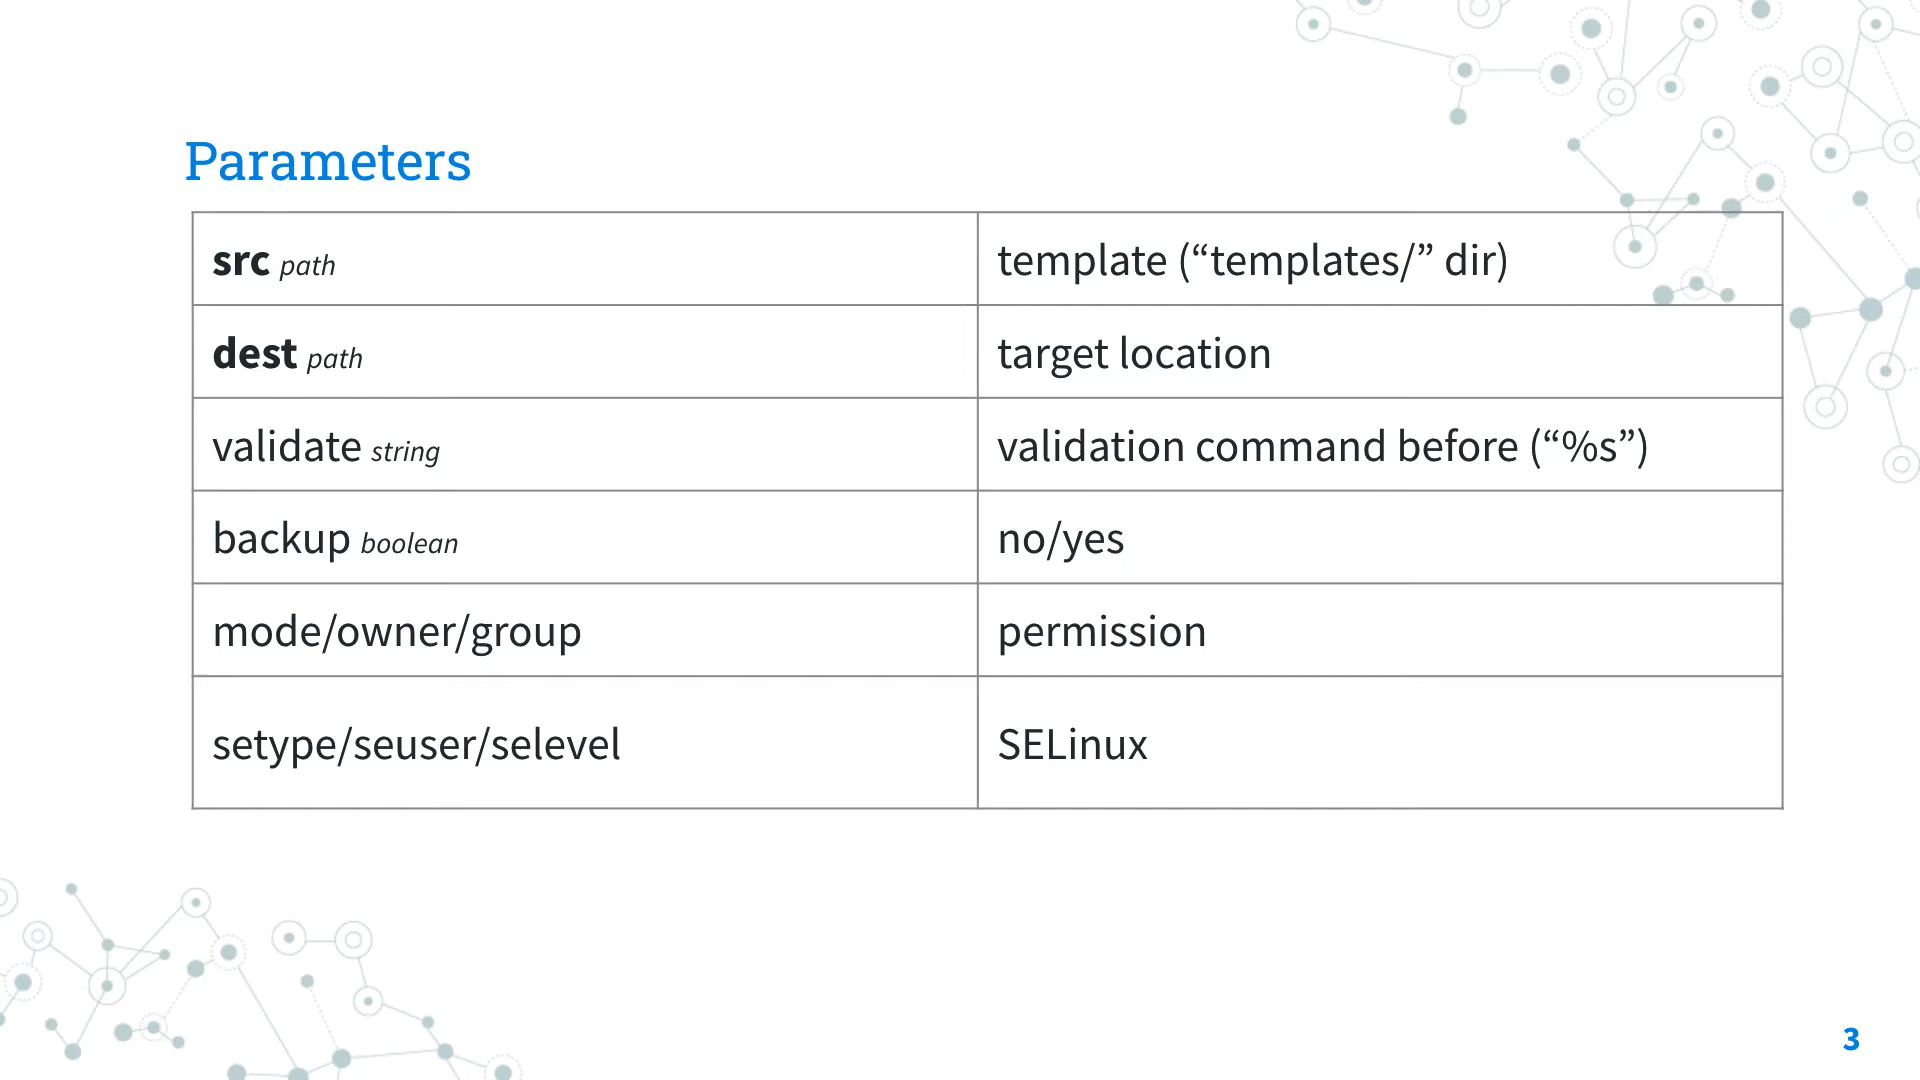 Parameters
src path
template (“templates/” dir)
dest path
target location
validate string
validation command before (“%s”)
backup boolean
no/yes
mode/owner/group
permission
setype/seuser/selevel
SELinux
3